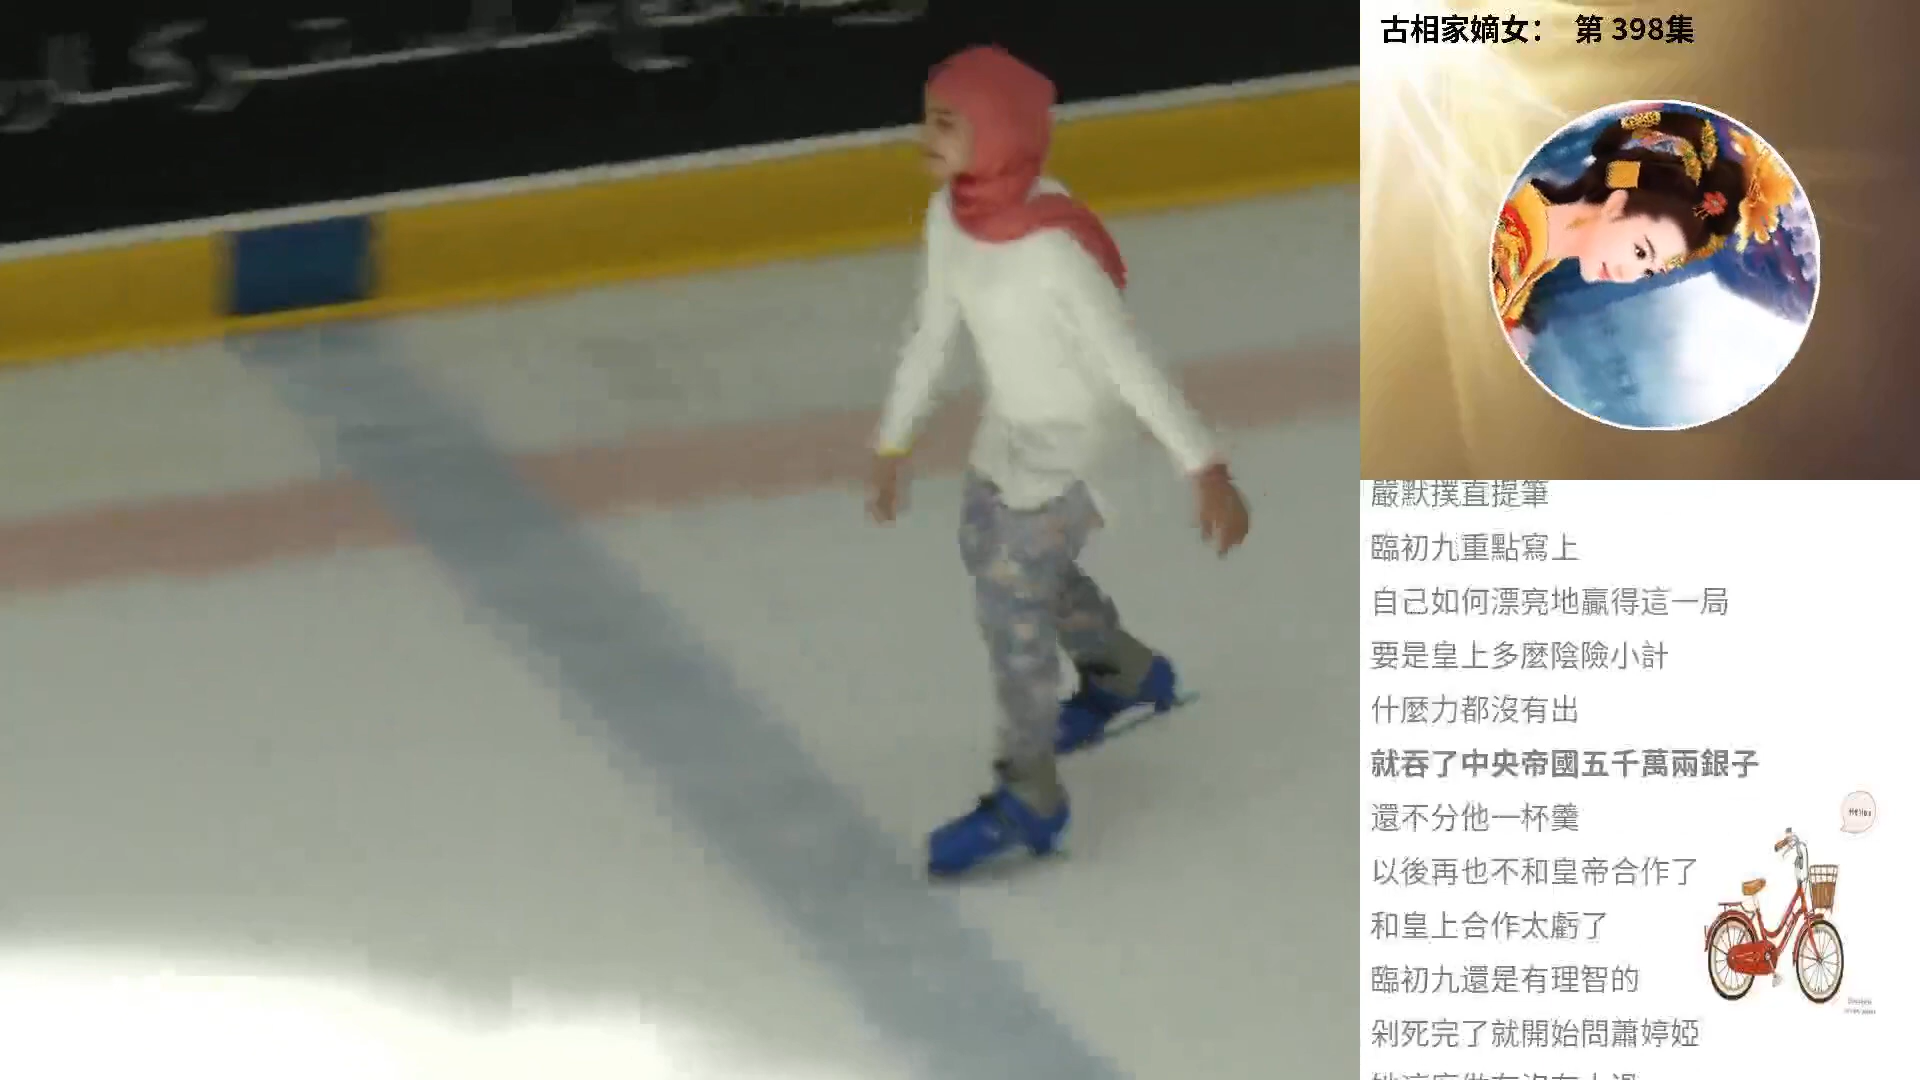 古相家嫡女： 第 398集
嚴默撲直提筆
臨初九重點寫上
自己如何漂亮地贏得這一局
要是皇上多麼陰險小計
什麼力都沒有出
就吞了中央帝國五千萬兩銀子
還不分他一杯羹
以後再也不和皇帝合作了
和皇上合作太虧了
臨初九還是有理智的
剁死完了就開始問蕭婷婭
Hello